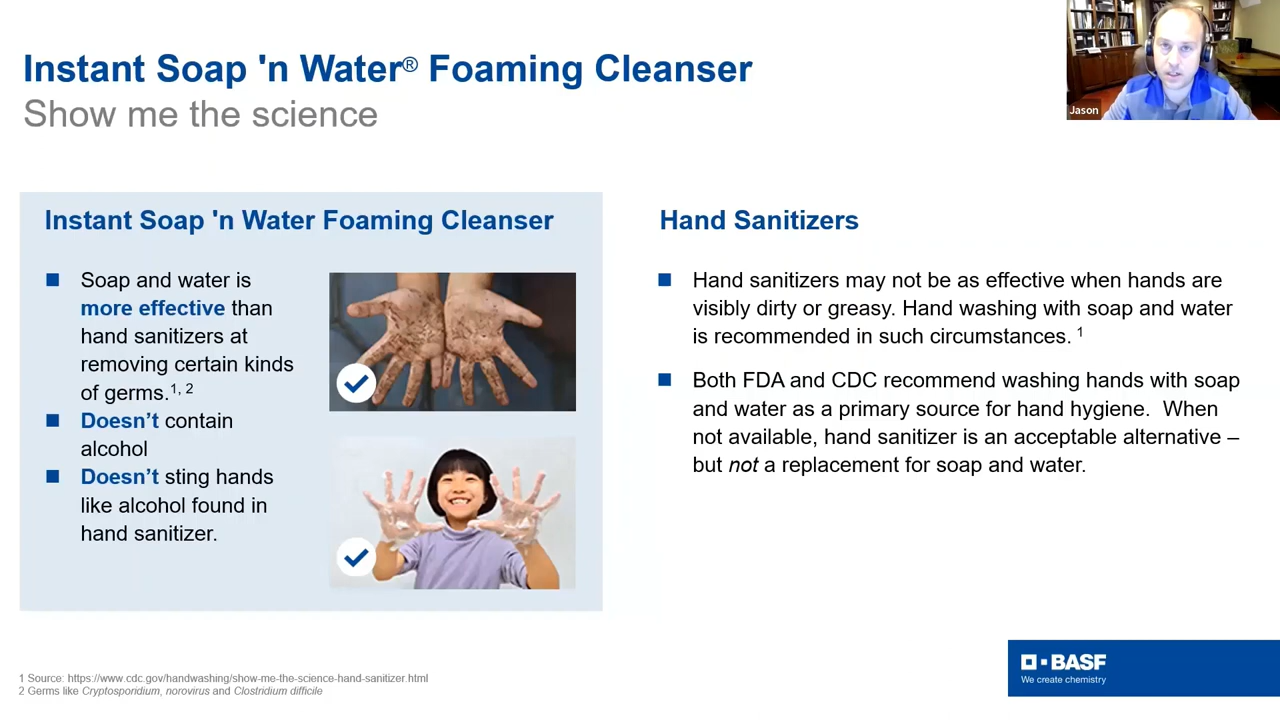 Instant Soap 'n Water® Foaming Cleanser
Show me the science
Jason
Instant Soap 'n Water Foaming Cleanser
Soap and water is
more effective than
hand sanitizers at
removing certain kinds
of germs.1, 2
Doesn’t contain
alcohol
Doesn’t sting hands
like alcohol found in
hand sanitizer.
Hand Sanitizers
Hand sanitizers may not be as effective when hands are
visibly dirty or greasy. Hand washing with soap and water
is recommended in such circumstances. 1
Both FDA and CDC recommend washing hands with soap
and water as a primary source for hand hygiene.  When
not available, hand sanitizer is an acceptable alternative –
but not a replacement for soap and water.
1 Source: https://www.cdc.gov/handwashing/show-me-the-science-hand-sanitizer.html
2 Germs like Cryptosporidium, norovirus and Clostridium difficile
BASF
We create chemistry